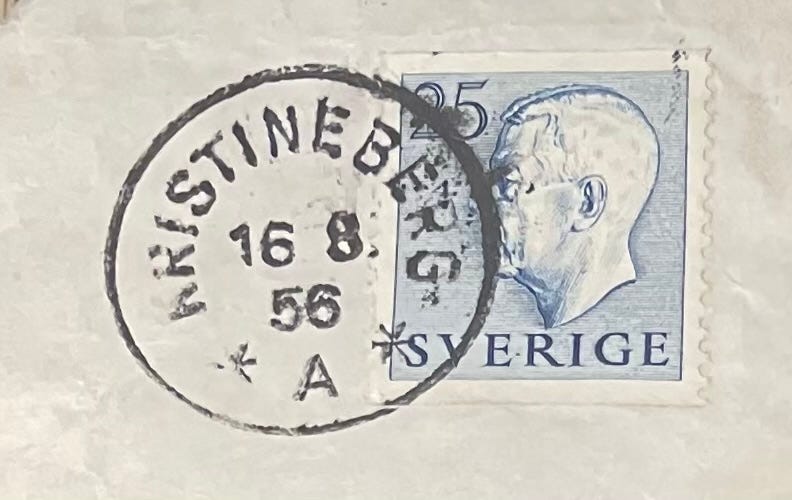 KRISTINEBERG
16 8.
56
* A *
25
SVERIGE